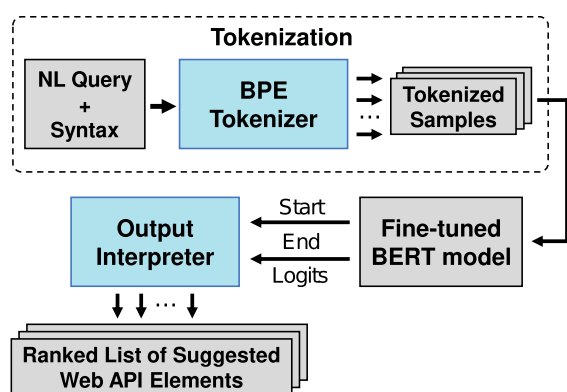 Tokenization
NL Query
+
Syntax
BPE
Tokenizer
...
Tokenized
Samples
Output
Interpreter
Start
End
Logits
Fine-tuned
BERT model
...
Ranked List of Suggested
Web API Elements